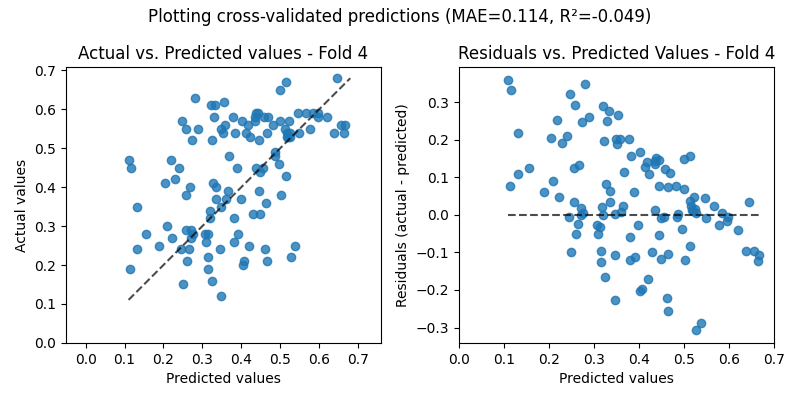 Plotting cross-validated predictions (MAE=0.114, R²=-0.049)
Actual vs. Predicted values - Fold 4
Actual values
0.7
0.6
0.5
0.4
0.3
0.2
0.1
0.0
0.0 0.1 0.2 0.3 0.4 0.5 0.6 0.7
Predicted values
Residuals vs. Predicted Values - Fold 4
Residuals (actual - predicted)
0.3
0.2
0.1
0.0
−0.1
−0.2
−0.3
0.0 0.1 0.2 0.3 0.4 0.5 0.6 0.7
Predicted values